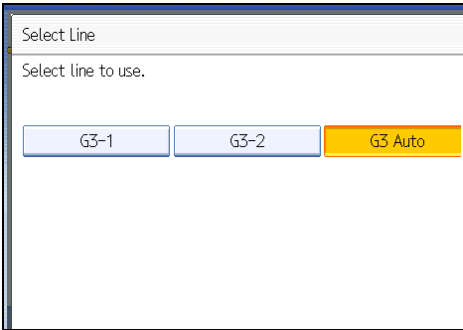 Select Line
Select line to use.
G3-1 G3-2 G3 Auto